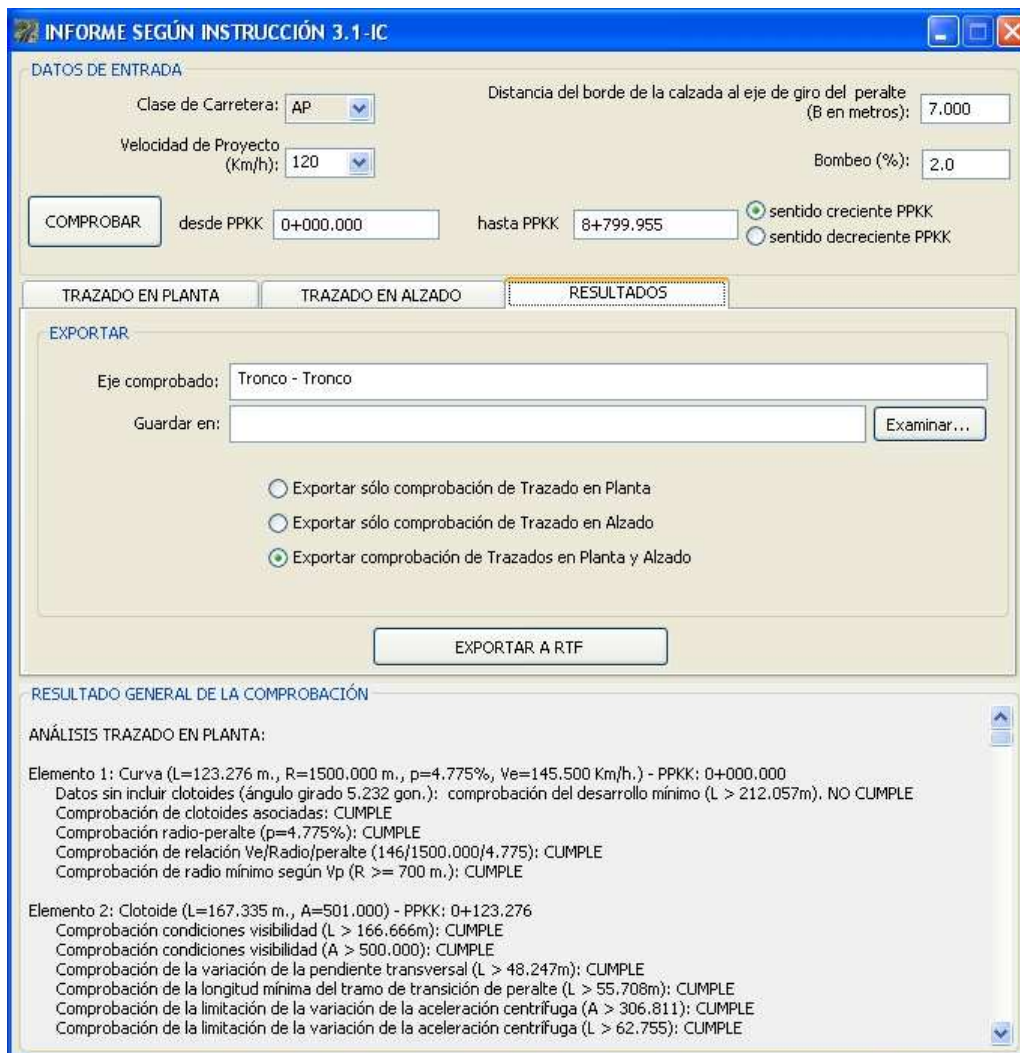 INFORME SEGÚN INSTRUCCIÓN 3.1-IC
DATOS DE ENTRADA
Clase de Carretera: AP
Distancia del borde de la calzada al eje de giro del peralte
(B en metros): 7.000
Velocidad de Proyecto
(Km/h): 120
Bombeo (%): 2.0
COMPROBAR desde PPKK 0+000.000 hasta PPKK 8+799.955
sentido creciente PPKK
sentido decreciente PPKK
TRAZADO EN PLANTA TRAZADO EN ALZADO RESULTADOS
EXPORTAR
Eje comprobado: Tronco - Tronco
Guardar en: Examinar...
Exportar sólo comprobación de Trazado en Planta
Exportar sólo comprobación de Trazado en Alzado
Exportar comprobación de Trazados en Planta y Alzado
EXPORTAR A RTF
RESULTADO GENERAL DE LA COMPROBACIÓN
ANÁLISIS TRAZADO EN PLANTA:
Elemento 1: Curva (L=123.276 m., R=1500.000 m., p=4.775%, Ve=145.500 Km/h.) - PPKK: 0+000.000
Datos sin incluir clotoides (ángulo girado 5.232 gon.): comprobación del desarrollo mínimo (L > 212.057m). NO CUMPLE
Comprobación de clotoides asociadas: CUMPLE
Comprobación radio-peralte (p=4.775%): CUMPLE
Comprobación de relación Ve/Radio/peralte (146/1500.000/4.775): CUMPLE
Comprobación de radio mínimo según Vp (R >= 700 m.): CUMPLE
Elemento 2: Clotoide (L=167.335 m., A=501.000) - PPKK: 0+123.276
Comprobación condiciones visibilidad (L > 166.666m): CUMPLE
Comprobación condiciones visibilidad (A > 500.000): CUMPLE
Comprobación de la variación de la pendiente transversal (L > 48.247m): CUMPLE
Comprobación de la longitud mínima del tramo de transición de peralte (L > 55.708m): CUMPLE
Comprobación de la limitación de la variación de la aceleración centrífuga (A > 306.811): CUMPLE
Comprobación de la limitación de la variación de la aceleración centrífuga (L > 62.755): CUMPLE